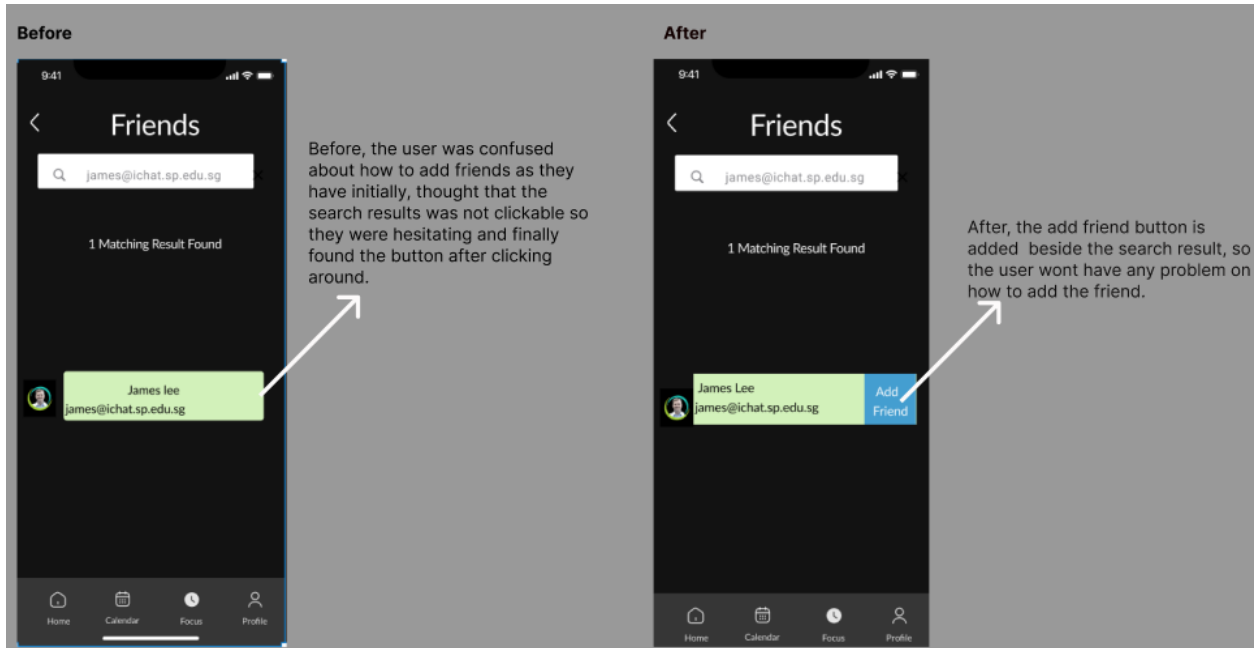 Before
9:41
Friends
james@ichat.sp.edu.sg
1 Matching Result Found
James lee
james@ichat.sp.edu.sg
Home
Calendar
Focus
Profile
Before, the user was confused
about how to add friends as they
have initially, thought that the
search results was not clickable so
they were hesitating and finally
found the button after clicking
around.
After
9:41
Friends
james@ichat.sp.edu.sg
1 Matching Result Found
James Lee
james@ichat.sp.edu.sg
Add
Friend
Home
Calendar
Focus
Profile
After, the add friend button is
added  beside the search result, so
the user wont have any problem on
how to add the friend.